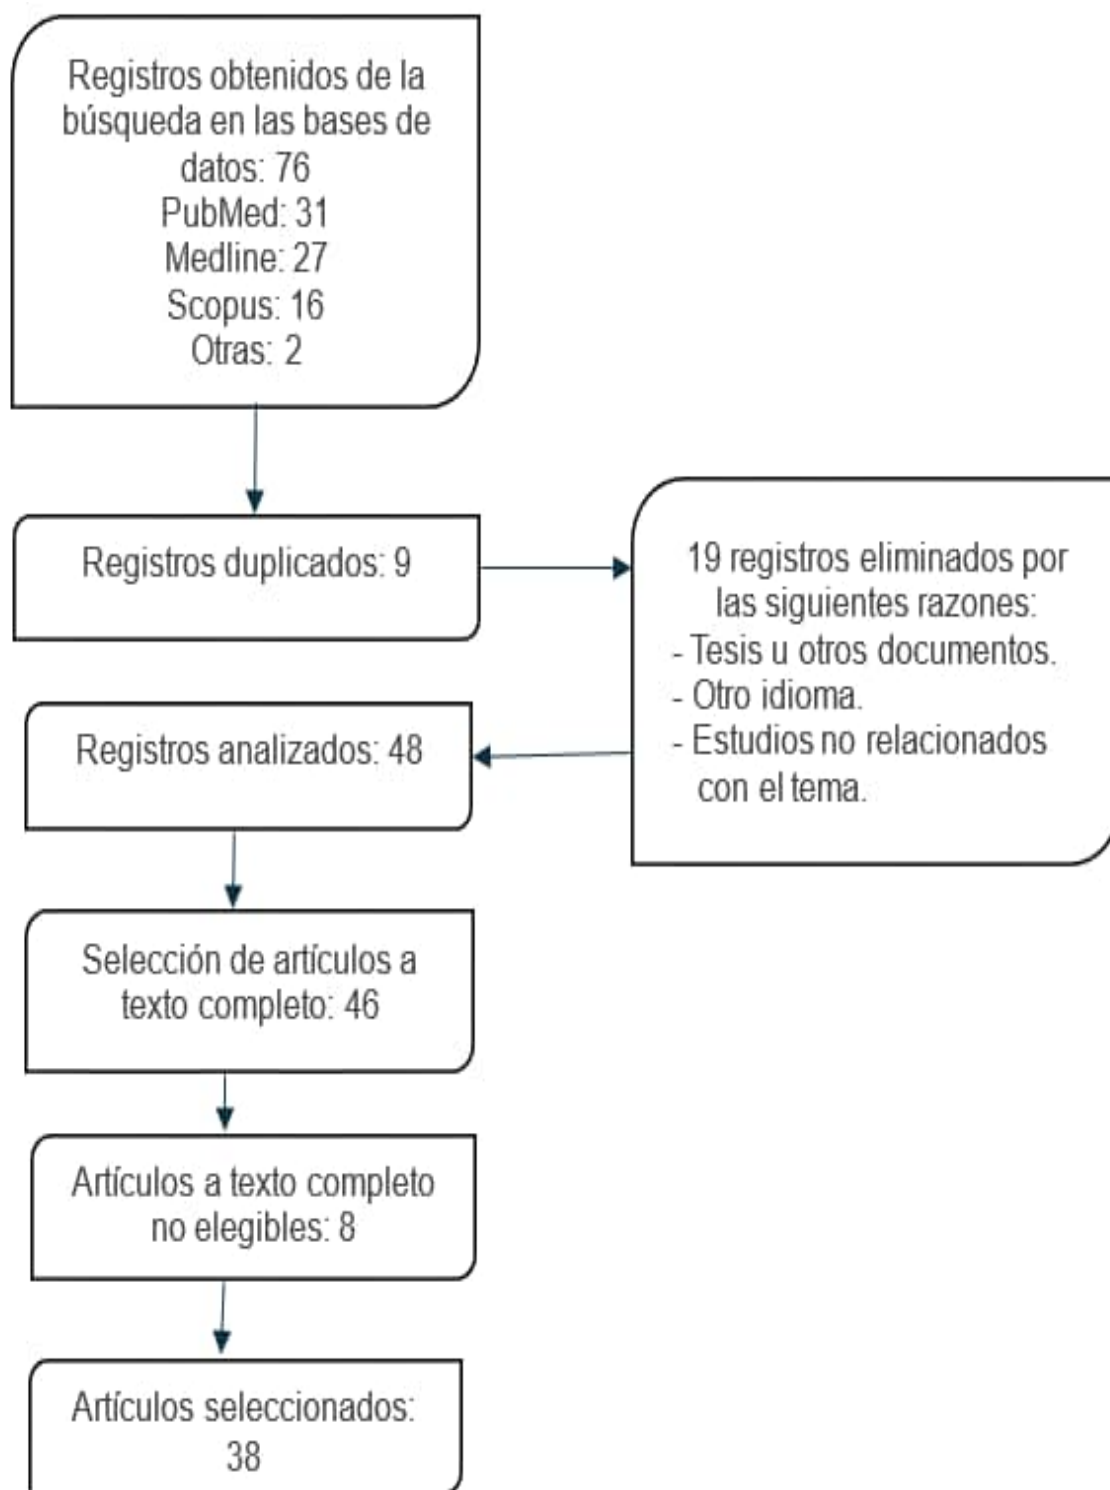 Registros obtenidos de la
búsqueda en las bases de
datos: 76
PubMed: 31
Medline: 27
Scopus: 16
Otras: 2
Registros duplicados: 9
19 registros eliminados por
las siguientes razones:
- Tesis u otros documentos.
- Otro idioma.
- Estudios no relacionados
con el tema.
Registros analizados: 48
Selección de artículos a
texto completo: 46
Artículos a texto completo
no elegibles: 8
Artículos seleccionados:
38